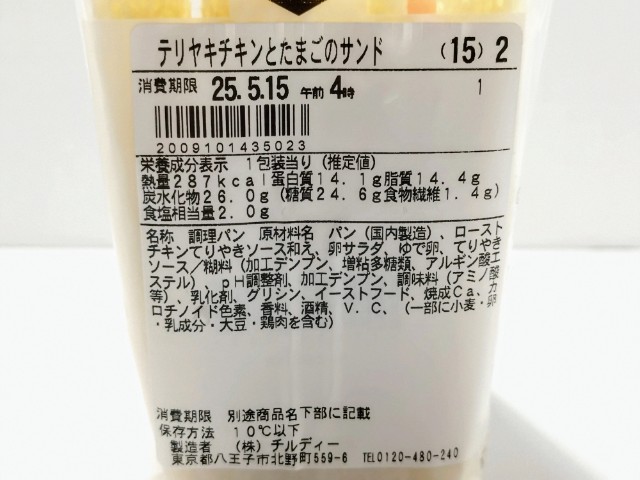 テリヤキチキンとたまごのサンド (15) 2
消費期限 25.5.15 午前 4時 1
2009101435023
栄養成分表示 1包装当り (推定値)
熱量287kcal蛋白質14.1g脂質14.4g
炭水化物26.0g (糖質24.6g食物繊維1.4g)
食塩相当量2.0g
名称 調理パン 原材料名 パン (国内製造)、ロースト
チキンてりやきソース和え、卵サラダ、ゆで卵、てりやき
ソース/糊料 (加工デンプン、増粘多糖類、アルギン酸エ
ステル)、pH調整剤、加工デンプン、調味料 (アミノ酸
等)、乳化剤、グリシン、イーストフード、焼成Ca、カ
ロチノイド色素、香料、酒精、V.C、(一部に小麦・卵
・乳成分・大豆・鶏肉を含む)
消費期限 別途商品名下部に記載
保存方法 10℃以下
製造者 (株) チルディー
東京都八王子市北野町559-6 TEL0120-480-240